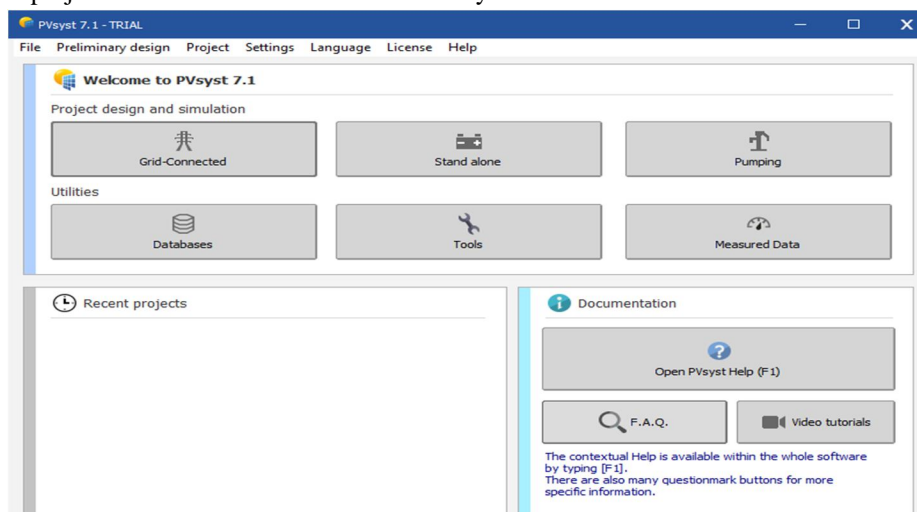 PVsyst 7.1 - TRIAL
File Preliminary design Project Settings Language License Help
Welcome to PVsyst 7.1
Project design and simulation
Grid-Connected
Stand alone
Pumping
Utilities
Databases
Tools
Measured Data
Recent projects
Documentation
Open PVsyst Help (F1)
F.A.Q.
Video tutorials
The contextual Help is available within the whole software
by typing [F1].
There are also many questionmark buttons for more
specific information.